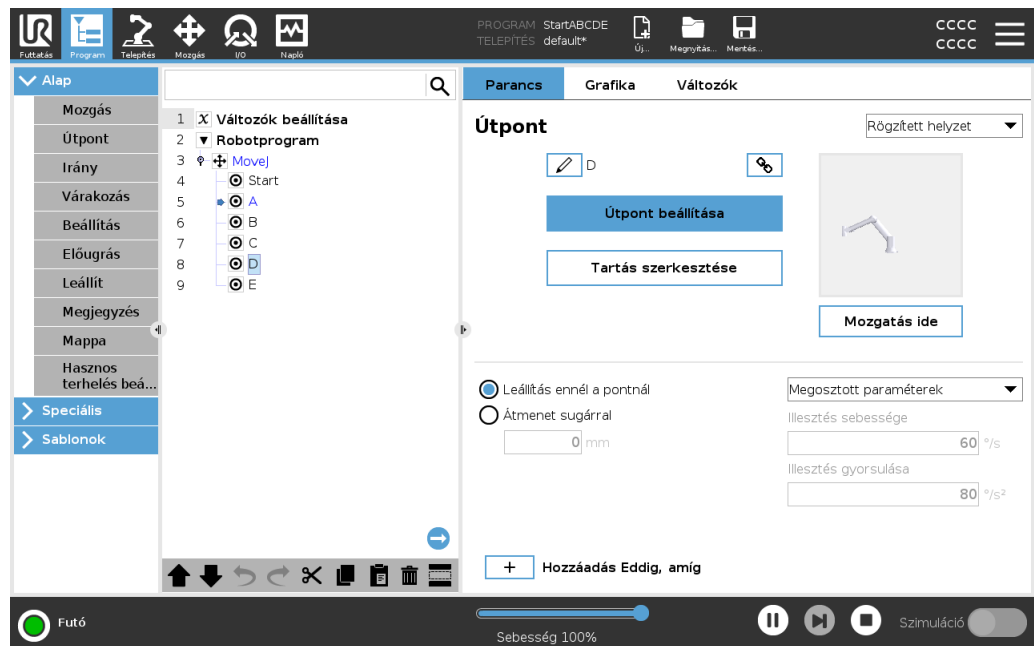 UR
Futtatás
Program
Telepítés
Mozgás
I/O
Napló
PROGRAM StartABCDE
TELEPÍTÉS default*
Új...
Megnyitás...
Mentés...
cccc
cccc
Alap
Mozgás
Útpont
Irány
Várakozás
Beállítás
Előugrás
Leállít
Megjegyzés
Mappa
Hasznos
terhelés beá...
Speciális
Sablonok
1 x Változók beállítása
2 Robotprogram
3 MoveJ
4 Start
5 A
6 B
7 C
8 D
9 E
Parancs
Grafika
Változók
Útpont
Rögzített helyzet
D
Útpont beállítása
Tartás szerkesztése
Mozgatás ide
Leállítás ennél a pontnál
Átmenet sugárral
0 mm
Megosztott paraméterek
Illesztés sebessége
60 °/s
Illesztés gyorsulása
80 °/s²
+ Hozzáadás Eddig, amíg
Futó
Sebesség 100%
Szimuláció